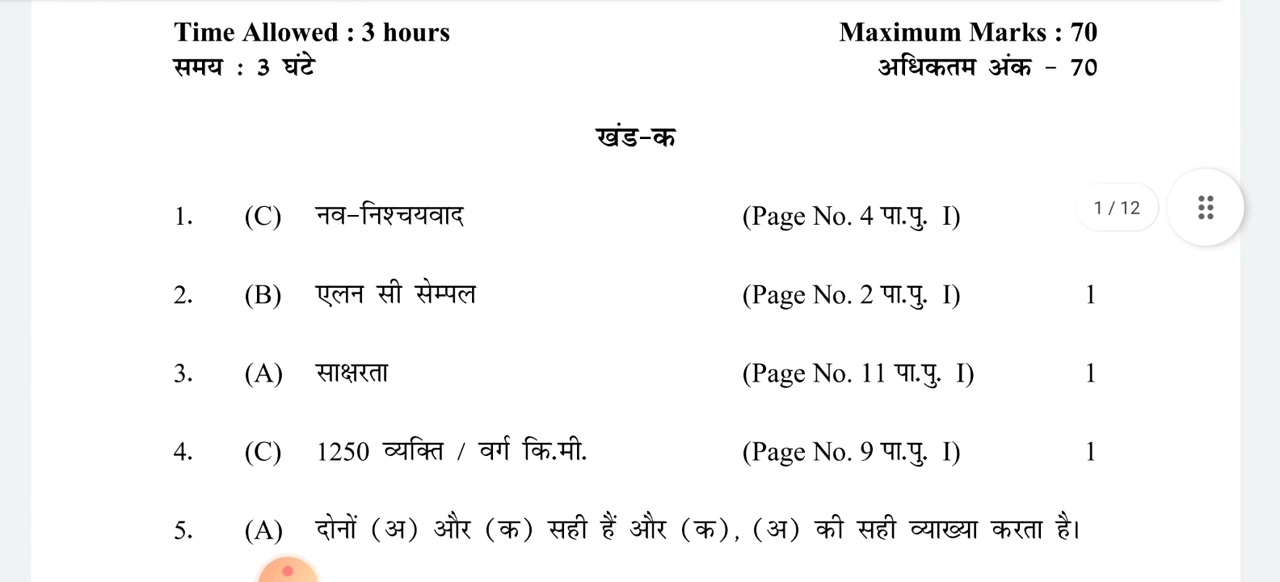 Time Allowed : 3 hours Maximum Marks : 70
समय : 3 घंटे अधिकतम अंक - 70
खंड-क
1. (C) नव-निश्चयवाद (Page No. 4 पा.पु. I)
1 / 12
2. (B) एलन सी सेम्पल (Page No. 2 पा.पु. I) 1
3. (A) साक्षरता (Page No. 11 पा.पु. I) 1
4. (C) 1250 व्यक्ति / वर्ग कि.मी. (Page No. 9 पा.पु. I) 1
5. (A) दोनों (अ) और (क) सही हैं और (क), (अ) की सही व्याख्या करता है।